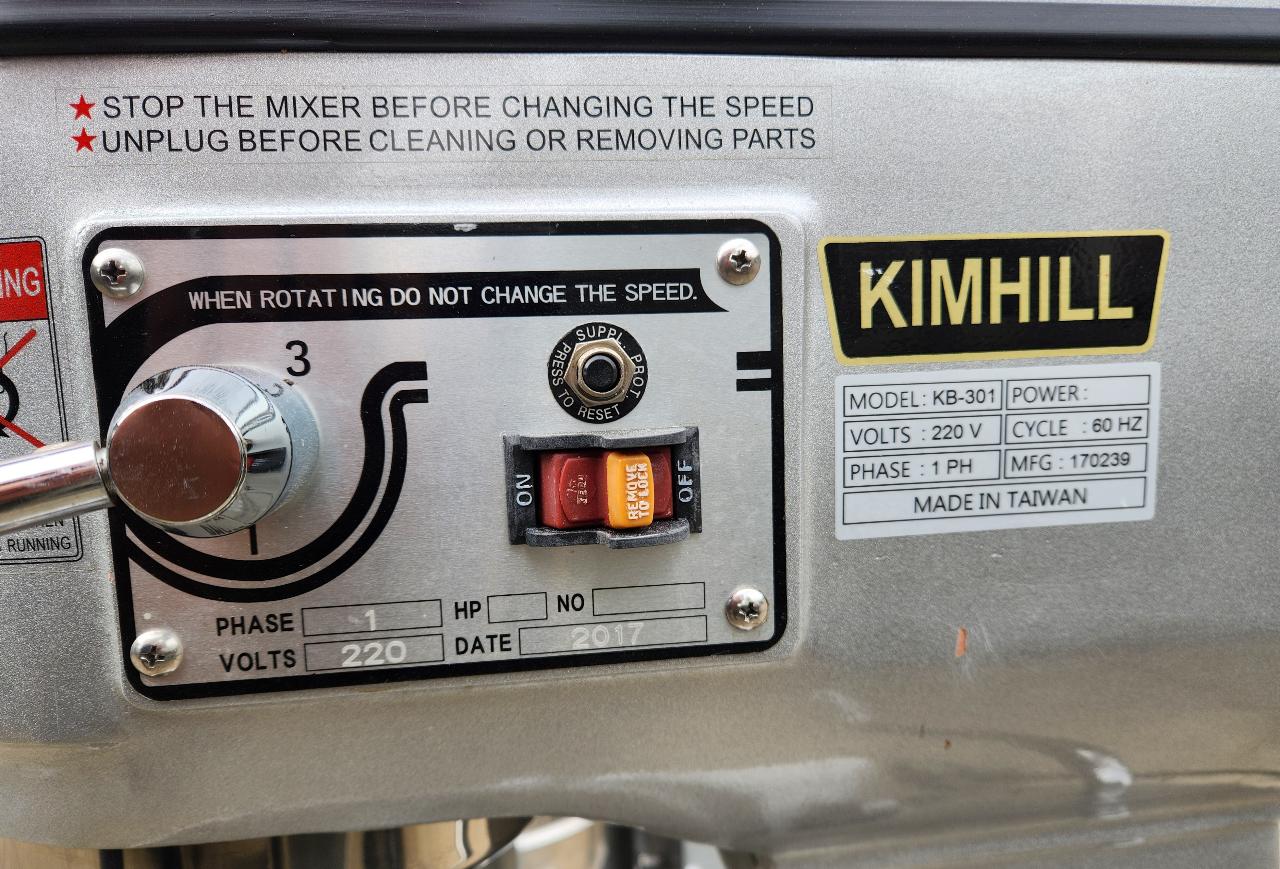 ★STOP THE MIXER BEFORE CHANGING THE SPEED
★UNPLUG BEFORE CLEANING OR REMOVING PARTS
NING
RUNNING
WHEN ROTATING DO NOT CHANGE THE SPEED.
3
1
SUPPL. PROT.
PRESS TO RESET
ON
REMOVE
TO LOCK
OFF
PHASE 1 HP NO
VOLTS 220 DATE 2017
KIMHILL
MODEL : KB-301 POWER :
VOLTS : 220 V CYCLE : 60 HZ
PHASE : 1 PH MFG : 170239
MADE IN TAIWAN